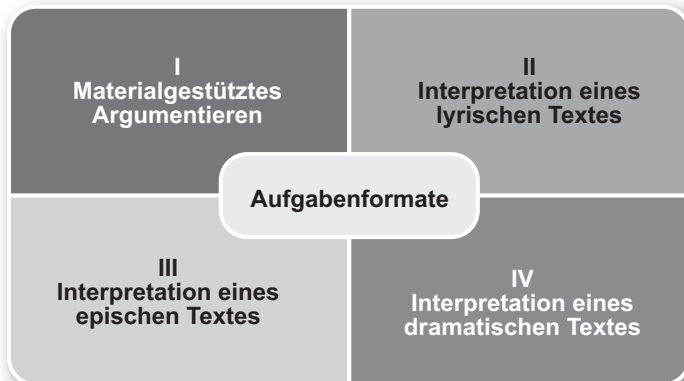 I
Materialgestütztes
Argumentieren
II
Interpretation eines
lyrischen Textes
Aufgabenformate
III
Interpretation eines
epischen Textes
IV
Interpretation eines
dramatischen Textes